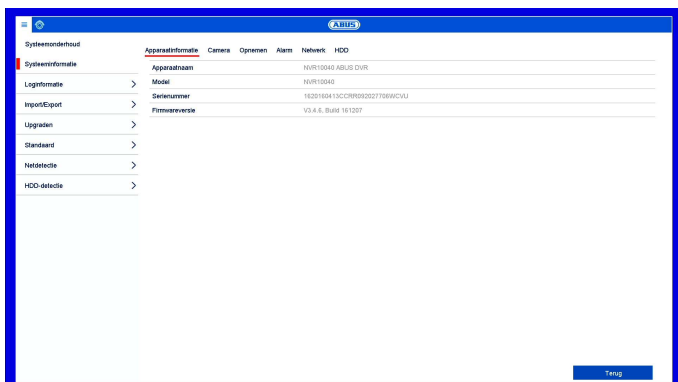 ABUS
Systeemonderhoud
Apparaatinformatie Camera Opnemen Alarm Netwerk HDD
Systeeminformatie
Apparaatnaam NVR10040 ABUS DVR
Model NVR10040
Loginformatie
Serienummer 1620160413CCRR092027706WCVU
Import/Export
Firmwareversie V3.4.6, Build 161207
Upgraden
Standaard
Netdetectie
HDD-detectie
Terug